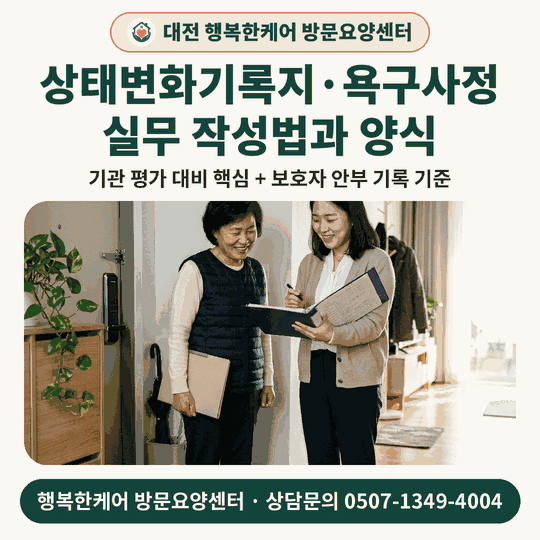 대전 행복한케어 방문요양센터
상태변화기록지·욕구사정
실무 작성법과 양식
기관 평가 대비 핵심 + 보호자 안부 기록 기준
행복한케어 방문요양센터 · 상담문의 0507-1349-4004